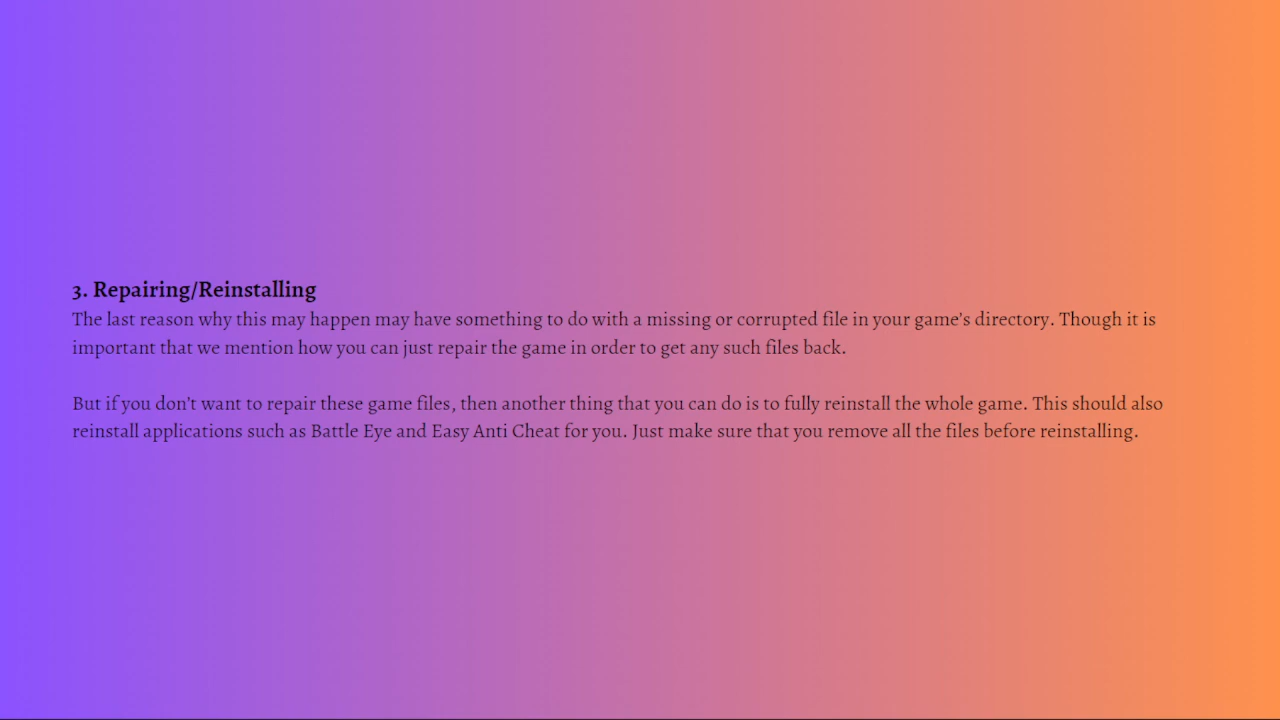 3. Repairing/Reinstalling
The last reason why this may happen may have something to do with a missing or corrupted file in your game's directory. Though it is
important that we mention how you can just repair the game in order to get any such files back.
But if you don't want to repair these game files, then another thing that you can do is to fully reinstall the whole game. This should also
reinstall applications such as Battle Eye and Easy Anti Cheat for you. Just make sure that you remove all the files before reinstalling.